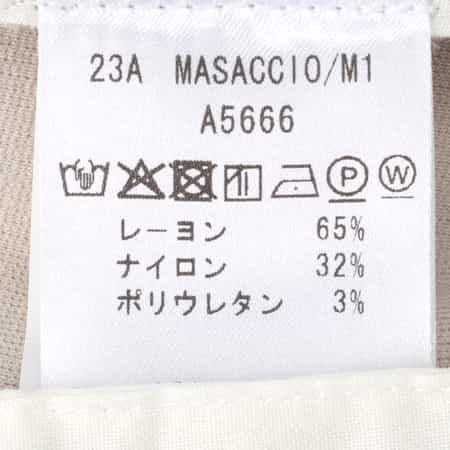 23A MASACCIO/M1
A5666
P W
レーヨン 65%
ナイロン 32%
ポリウレタン 3%